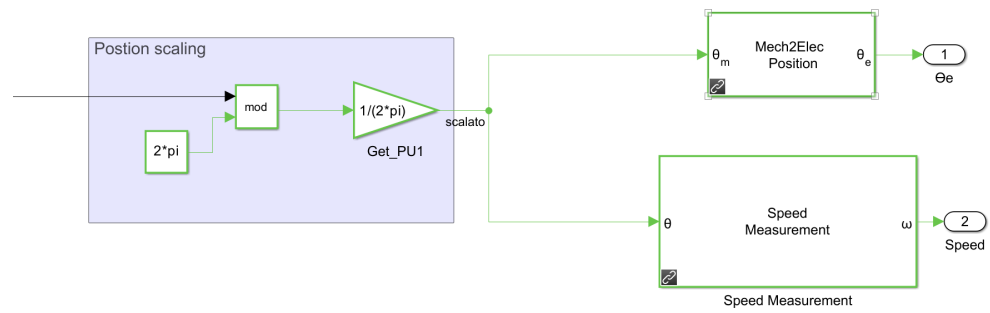 Postion scaling
mod
2*pi
1/(2*pi)
Get_PU1
scalato
θm
Mech2Elec
Position
θe
1
Ɵe
θ
Speed
Measurement
ω
Speed Measurement
2
Speed